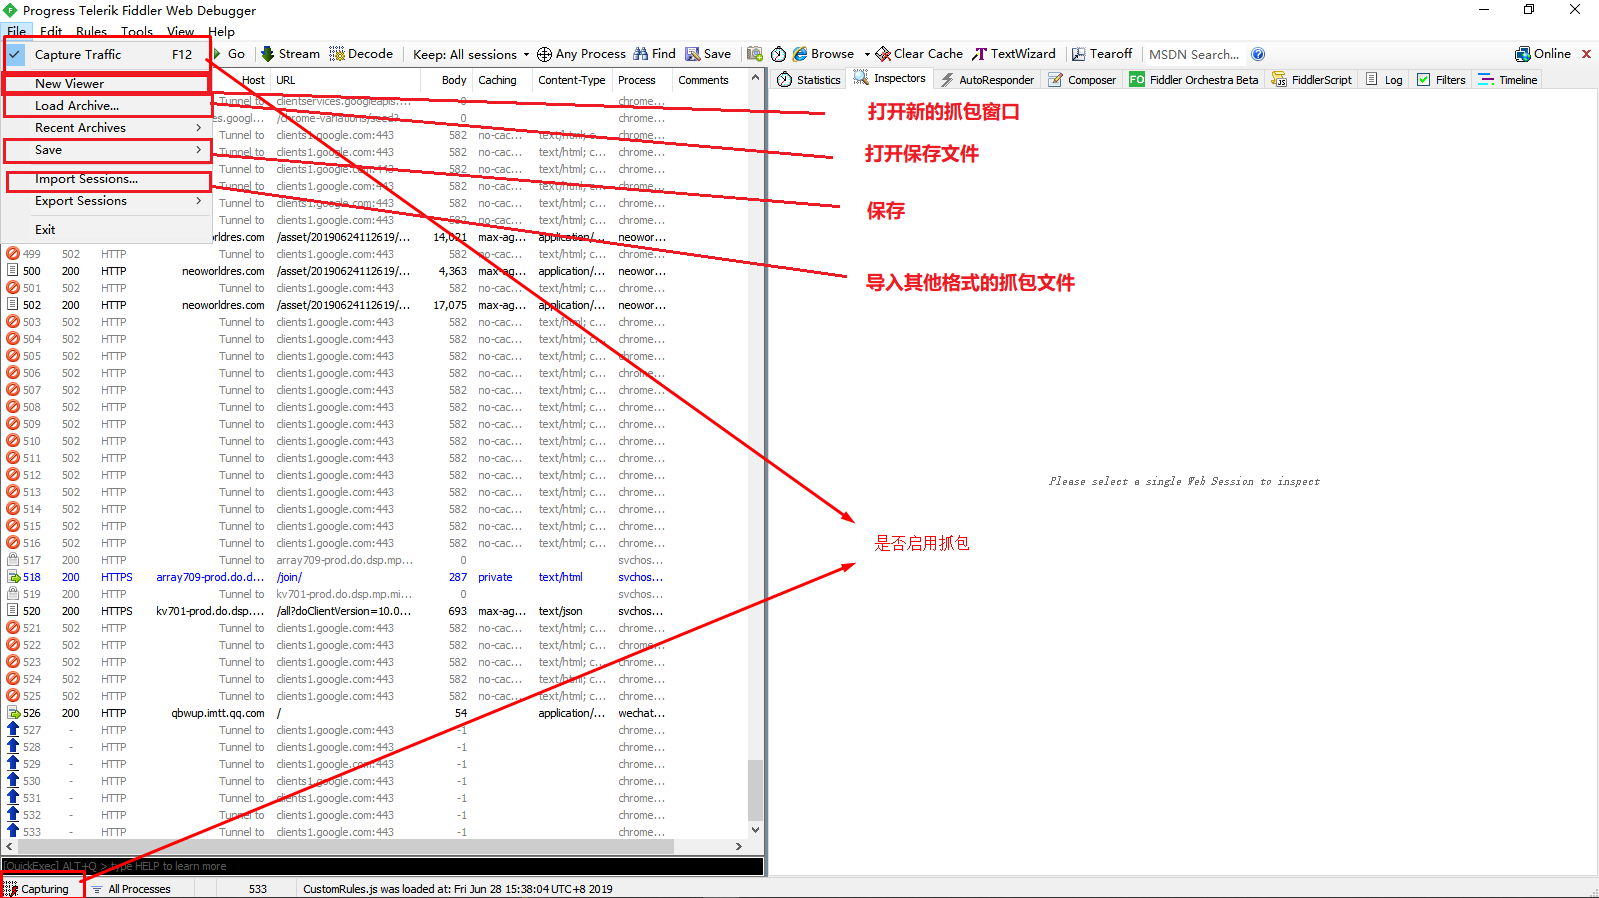 Progress Telerik Fiddler Web Debugger
File Edit Rules Tools View Help
Capture Traffic F12
New Viewer
Load Archive...
Recent Archives
Save
Import Sessions...
Export Sessions
Exit
Go Stream Decode Keep: All sessions Any Process Find Save Browse Clear Cache TextWizard Tearoff MSDN Search... Online
Statistics Inspectors AutoResponder Composer FO Fiddler Orchestra Beta FiddlerScript Log Filters Timeline
Host URL Body Caching Content-Type Process Comments
Tunnel to clientservices.googleapis.... 0 chrome...
es.googl... /chrome-variations/seed? 0 chrome...
Tunnel to clients1.google.com:443 582 no-cac... text/html; c... chrome...
Tunnel to clients1.google.com:443 582 no-cac... text/html; c... chrome...
Tunnel to clients1.google.com:443 582 no-cac... text/html; c... chrome...
Tunnel to clients1.google.com:443 582 no-cac... text/html; c... chrome...
Tunnel to clients1.google.com:443 582 no-cac... text/html; c... chrome...
Tunnel to clients1.google.com:443 582 no-cac... text/html; c... chrome...
rldres.com /asset/20190624112619/... 14,021 max-ag... application/... neowor...
499 502 HTTP Tunnel to clients1.google.com:443 582 no-cac... text/html; c... chrome...
500 200 HTTP neoworldres.com /asset/20190624112619/... 4,363 max-ag... application/... neowor...
501 502 HTTP Tunnel to clients1.google.com:443 582 no-cac... text/html; c... chrome...
502 200 HTTP neoworldres.com /asset/20190624112619/... 17,075 max-ag... application/... neowor...
503 502 HTTP Tunnel to clients1.google.com:443 582 no-cac... text/html; c... chrome...
504 502 HTTP Tunnel to clients1.google.com:443 582 no-cac... text/html; c... chrome...
505 502 HTTP Tunnel to clients1.google.com:443 582 no-cac... text/html; c... chrome...
506 502 HTTP Tunnel to clients1.google.com:443 582 no-cac... text/html; c... chrome...
507 502 HTTP Tunnel to clients1.google.com:443 582 no-cac... text/html; c... chrome...
508 502 HTTP Tunnel to clients1.google.com:443 582 no-cac... text/html; c... chrome...
509 502 HTTP Tunnel to clients1.google.com:443 582 no-cac... text/html; c... chrome...
510 502 HTTP Tunnel to clients1.google.com:443 582 no-cac... text/html; c... chrome...
511 502 HTTP Tunnel to clients1.google.com:443 582 no-cac... text/html; c... chrome...
512 502 HTTP Tunnel to clients1.google.com:443 582 no-cac... text/html; c... chrome...
513 502 HTTP Tunnel to clients1.google.com:443 582 no-cac... text/html; c... chrome...
514 502 HTTP Tunnel to clients1.google.com:443 582 no-cac... text/html; c... chrome...
515 502 HTTP Tunnel to clients1.google.com:443 582 no-cac... text/html; c... chrome...
516 502 HTTP Tunnel to clients1.google.com:443 582 no-cac... text/html; c... chrome...
517 200 HTTP Tunnel to array709-prod.do.dsp.mp.... 0 svchos...
518 200 HTTPS array709-prod.do.d... /join/ 287 private text/html svchos...
519 200 HTTP Tunnel to kv701-prod.do.dsp.mp.mi... 0 svchos...
520 200 HTTPS kv701-prod.do.dsp.... /all?doClientVersion=10.0... 693 max-ag... text/json svchos...
521 502 HTTP Tunnel to clients1.google.com:443 582 no-cac... text/html; c... chrome...
522 502 HTTP Tunnel to clients1.google.com:443 582 no-cac... text/html; c... chrome...
523 502 HTTP Tunnel to clients1.google.com:443 582 no-cac... text/html; c... chrome...
524 502 HTTP Tunnel to clients1.google.com:443 582 no-cac... text/html; c... chrome...
525 502 HTTP Tunnel to clients1.google.com:443 582 no-cac... text/html; c... chrome...
526 200 HTTP qbwup.imtt.qq.com / 54 application/... wechat...
527 - HTTP Tunnel to clients1.google.com:443 -1 chrome...
528 - HTTP Tunnel to clients1.google.com:443 -1 chrome...
529 - HTTP Tunnel to clients1.google.com:443 -1 chrome...
530 - HTTP Tunnel to clients1.google.com:443 -1 chrome...
531 - HTTP Tunnel to clients1.google.com:443 -1 chrome...
532 - HTTP Tunnel to clients1.google.com:443 -1 chrome...
533 - HTTP Tunnel to clients1.google.com:443 -1 chrome...
打开新的抓包窗口
打开保存文件
保存
导入其他格式的抓包文件
Please select a single Web Session to inspect
是否启用抓包
[QuickExec] ALT+Q > type HELP to learn more
Capturing All Processes 533 CustomRules.js was loaded at: Fri Jun 28 15:38:04 UTC+8 2019